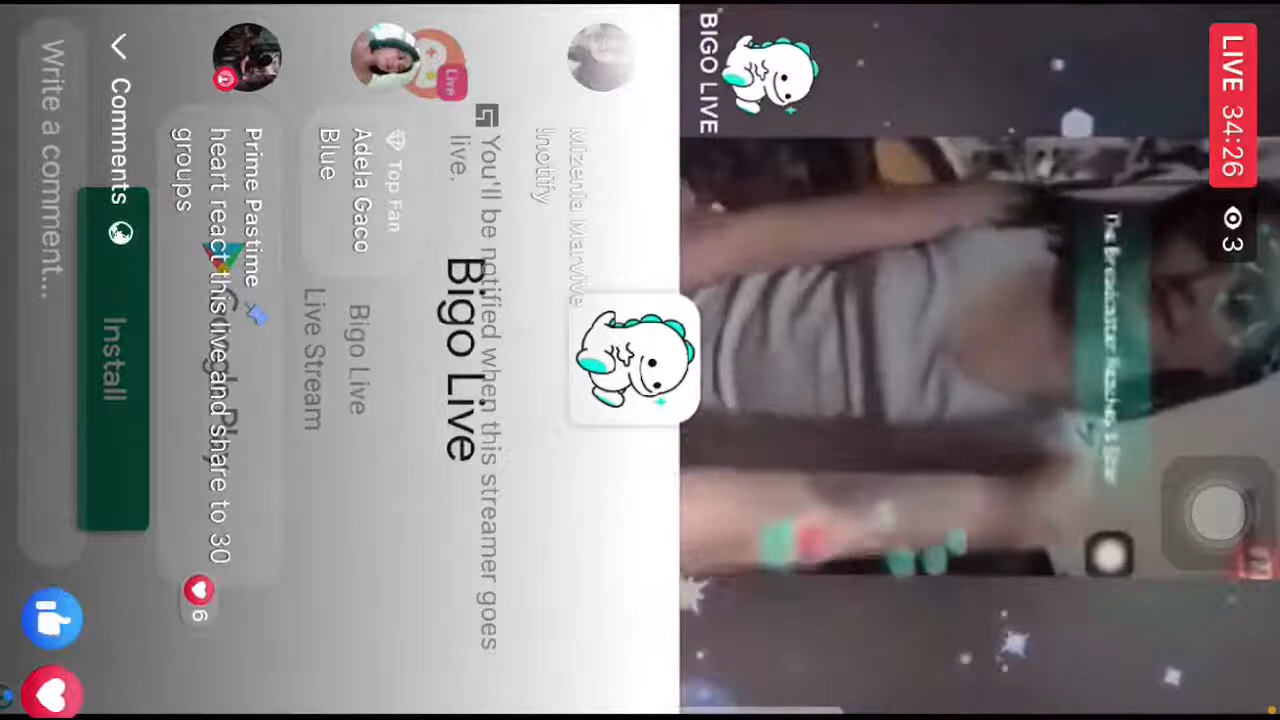 LIVE 34:26
3
BIGO LIVE
Mizenia Marvive
!notify
You'll be notified when this streamer goes
live.
Bigo Live
Live
Top Fan
Adela Gaco
Blue
Bigo Live
Live Stream
Prime Pastime
heart react this live and share to 30
groups
6
Comments
Install
Write a comment...